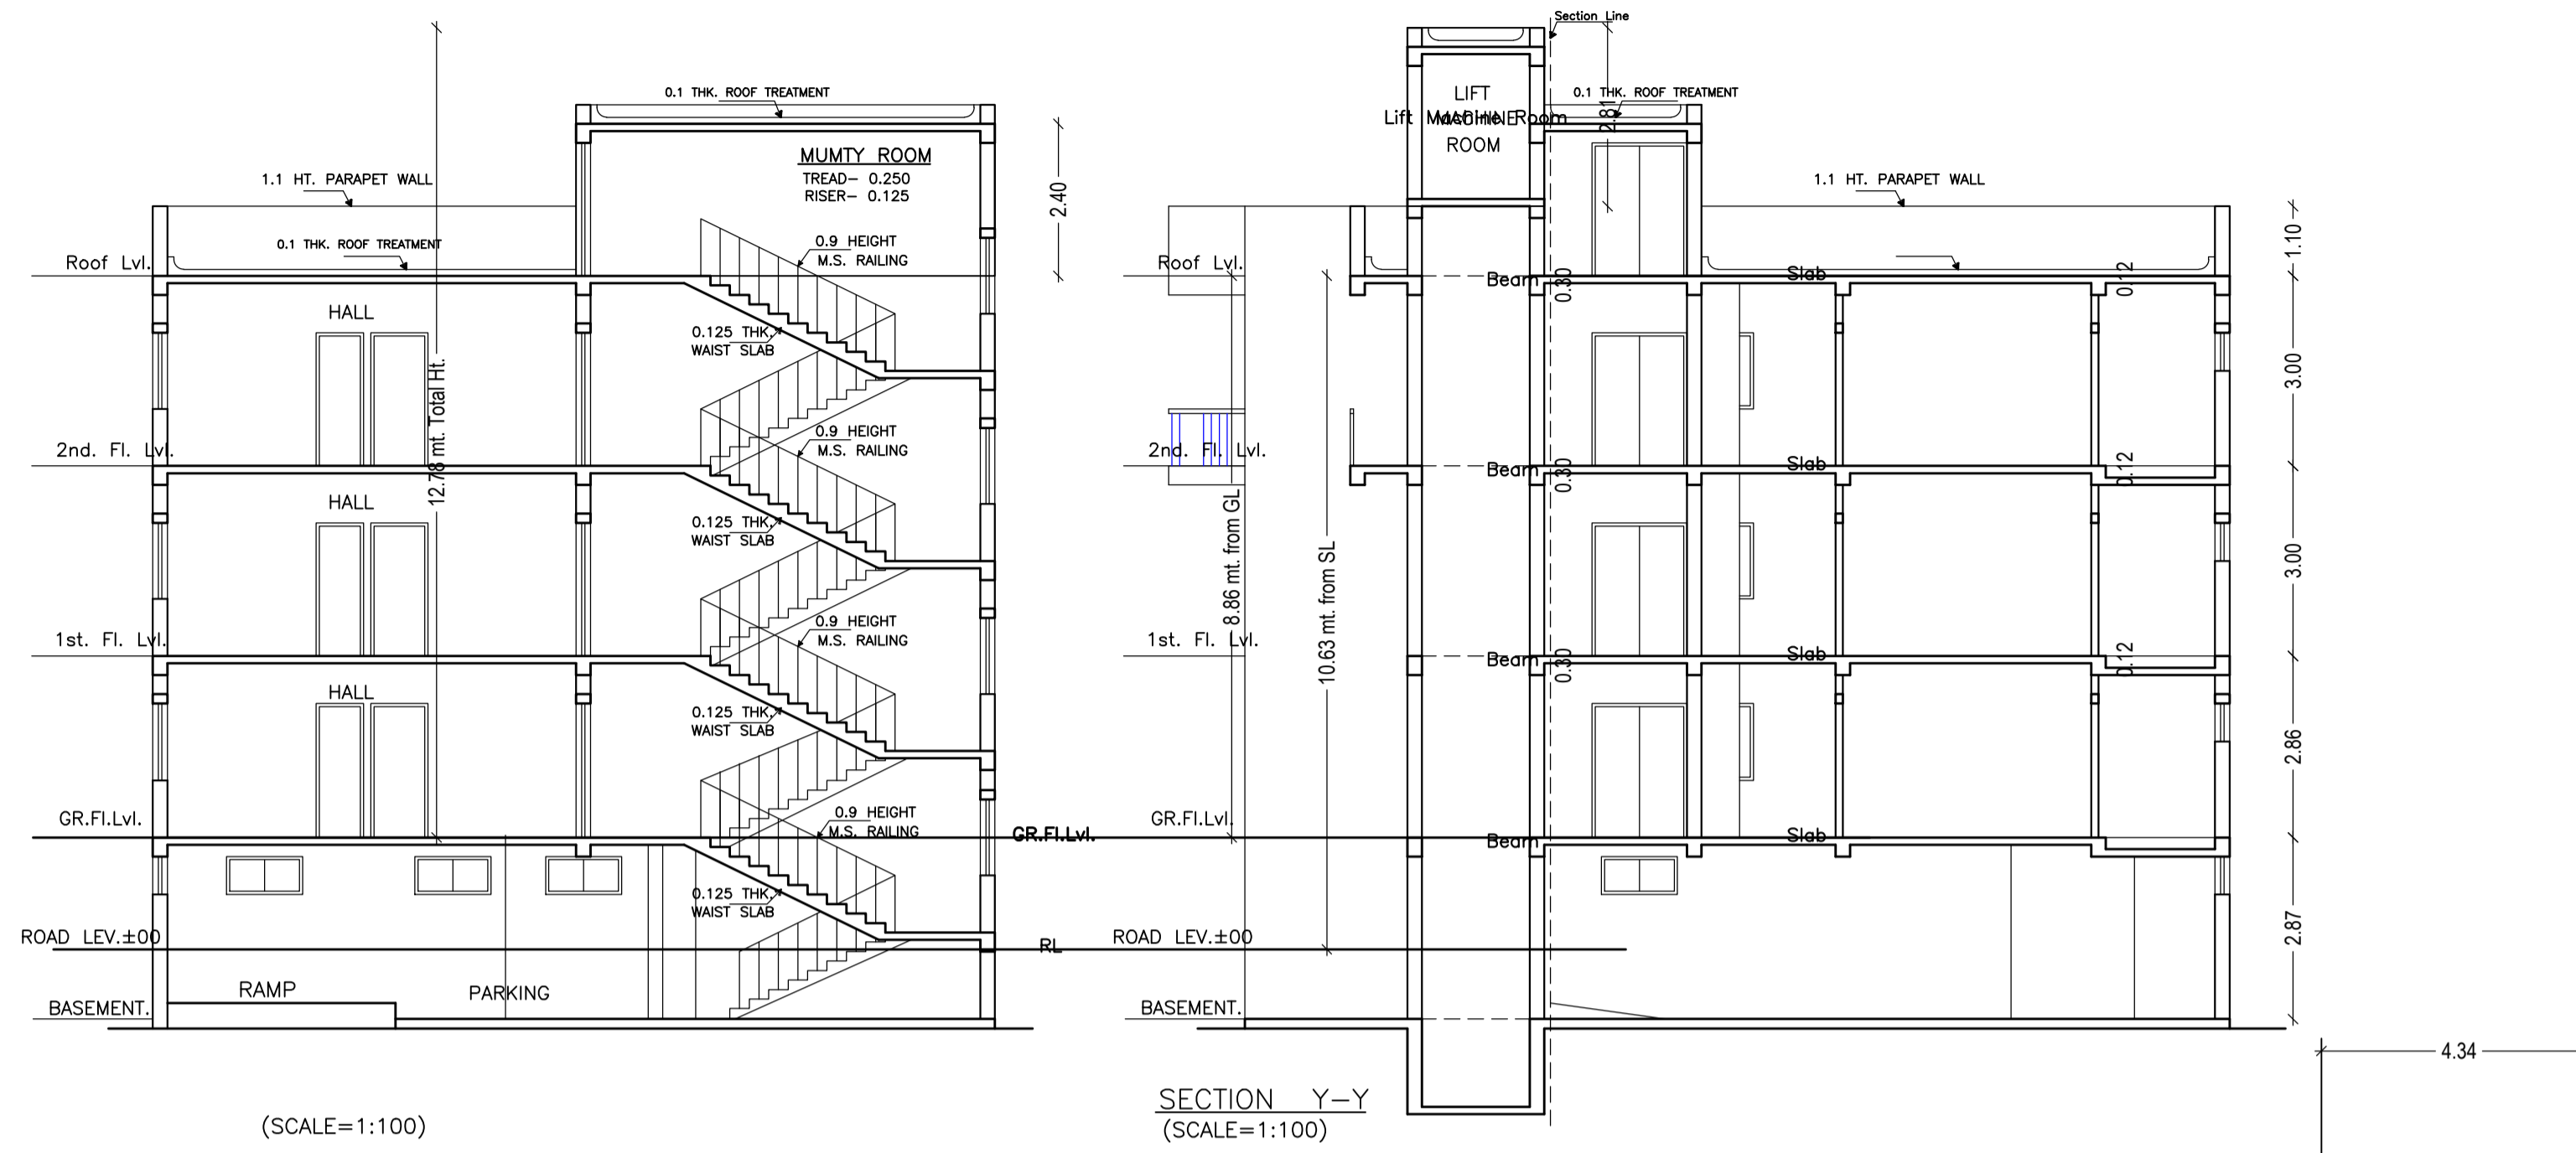 Section Line
0.1 THK. ROOF TREATMENT
MUMTY ROOM
TREAD- 0.250
RISER- 0.125
1.1 HT. PARAPET WALL
0.1 THK. ROOF TREATMENT
2.40
Roof Lvl.
0.9 HEIGHT
M.S. RAILING
HALL
0.125 THK.
WAIST SLAB
12.78 mt. Total Ht.
2nd. Fl. Lvl.
0.9 HEIGHT
M.S. RAILING
HALL
0.125 THK.
WAIST SLAB
1st. Fl. Lvl.
0.9 HEIGHT
M.S. RAILING
HALL
0.125 THK.
WAIST SLAB
GR.Fl.Lvl.
0.9 HEIGHT
M.S. RAILING
GR.Fl.Lvl.
0.125 THK.
WAIST SLAB
ROAD LEV.±00
RL
RAMP
PARKING
BASEMENT.
(SCALE=1:100)
LIFT
MACHINE
ROOM
Lift Machine Room
0.1 THK. ROOF TREATMENT
2.81
1.1 HT. PARAPET WALL
1.10
Roof Lvl.
Beam
0.30
Slab
0.12
3.00
2nd. Fl. Lvl.
Beam
0.30
Slab
0.12
8.86 mt. from GL
10.63 mt. from SL
3.00
1st. Fl. Lvl.
Beam
0.30
Slab
0.12
2.86
GR.Fl.Lvl.
Beam
Slab
ROAD LEV.±00
2.87
BASEMENT.
4.34
SECTION Y-Y
(SCALE=1:100)